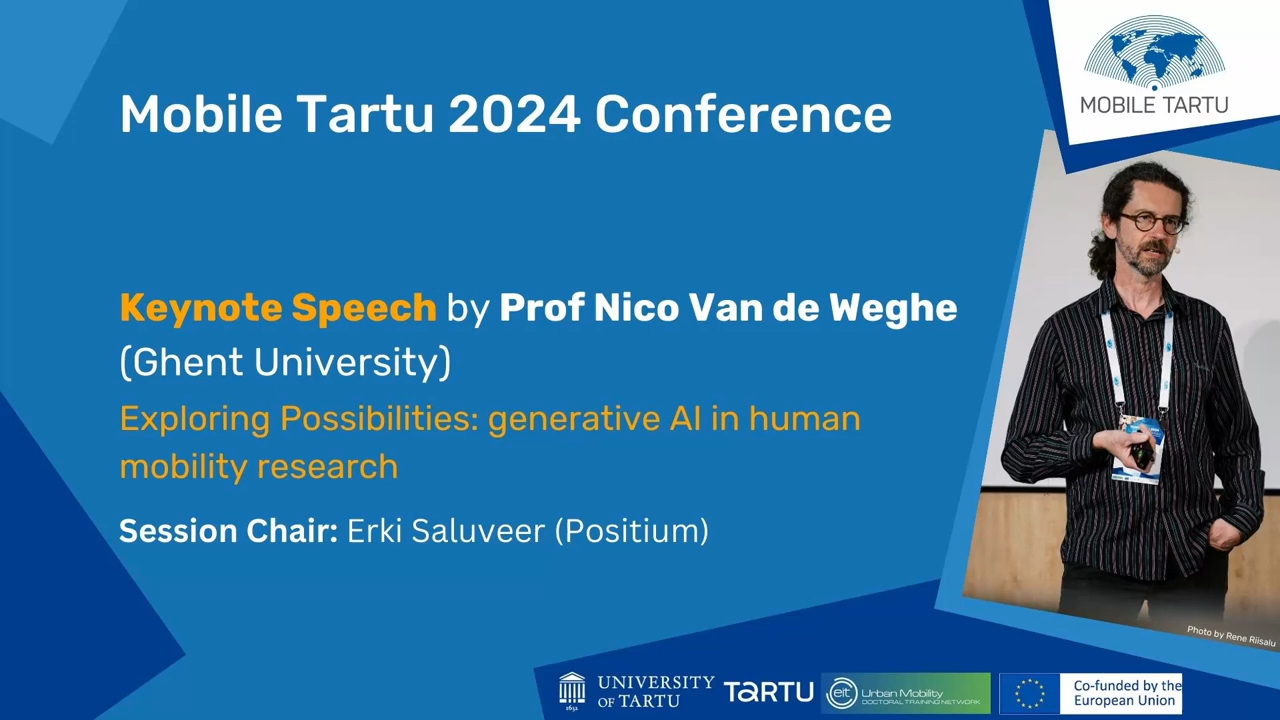 MOBILE TARTU
Mobile Tartu 2024 Conference
Keynote Speech by Prof Nico Van de Weghe
(Ghent University)
Exploring Possibilities: generative AI in human
mobility research
Session Chair: Erki Saluveer (Positium)
Photo by Rene Riisalu
UNIVERSITY
OF TARTU
1632
TARTU
eit
Urban Mobility
DOCTORAL TRAINING NETWORK
Co-funded by the
European Union